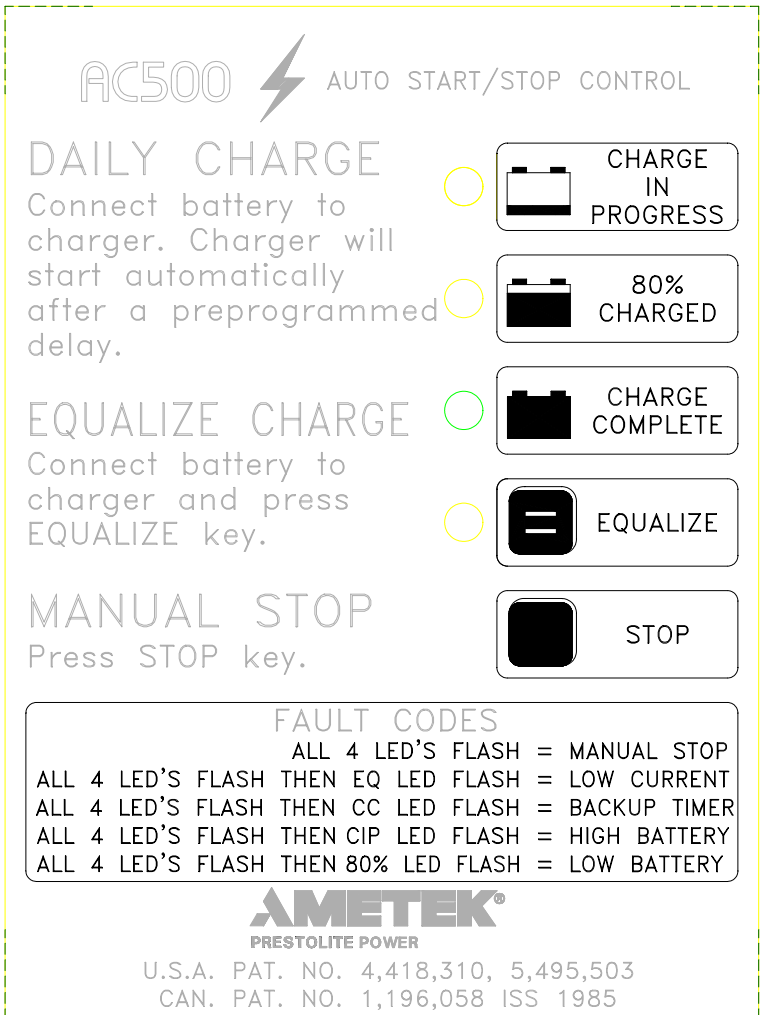 AC500 AUTO START/STOP CONTROL
DAILY CHARGE
Connect battery to
charger. Charger will
start automatically
after a preprogrammed
delay.
CHARGE
IN
PROGRESS
80%
CHARGED
EQUALIZE CHARGE
Connect battery to
charger and press
EQUALIZE key.
CHARGE
COMPLETE
EQUALIZE
MANUAL STOP
Press STOP key.
STOP
FAULT CODES
ALL 4 LED'S FLASH = MANUAL STOP
ALL 4 LED'S FLASH THEN EQ LED FLASH = LOW CURRENT
ALL 4 LED'S FLASH THEN CC LED FLASH = BACKUP TIMER
ALL 4 LED'S FLASH THEN CIP LED FLASH = HIGH BATTERY
ALL 4 LED'S FLASH THEN 80% LED FLASH = LOW BATTERY
AMETEK®
PRESTOLITE POWER
U.S.A. PAT. NO. 4,418,310, 5,495,503
CAN. PAT. NO. 1,196,058 ISS 1985